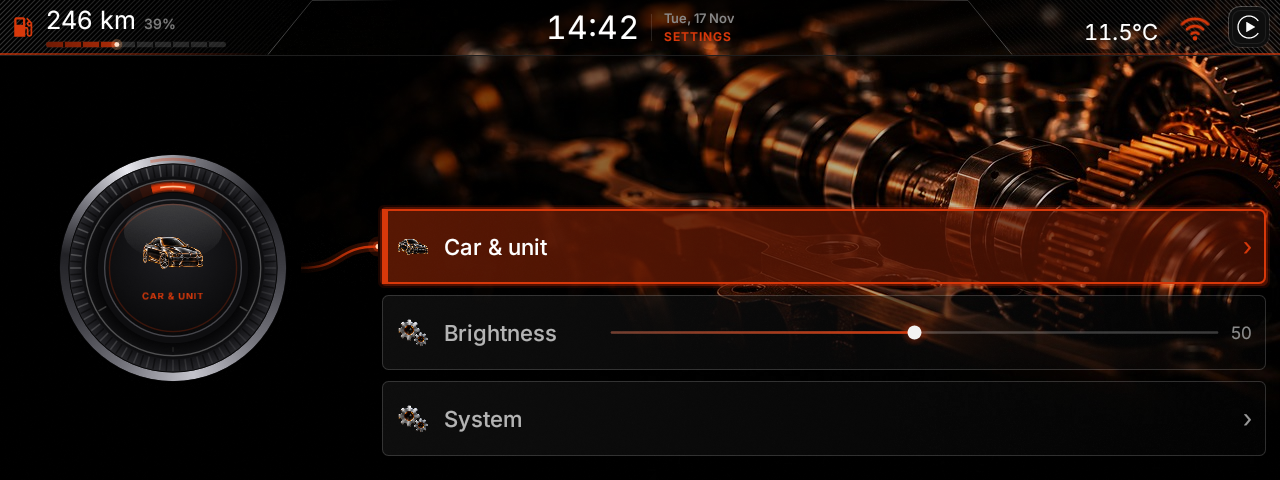 246 km 39%
14:42
Tue, 17 Nov
SETTINGS
11.5°C
CAR & UNIT
Car & unit
Brightness 50
System